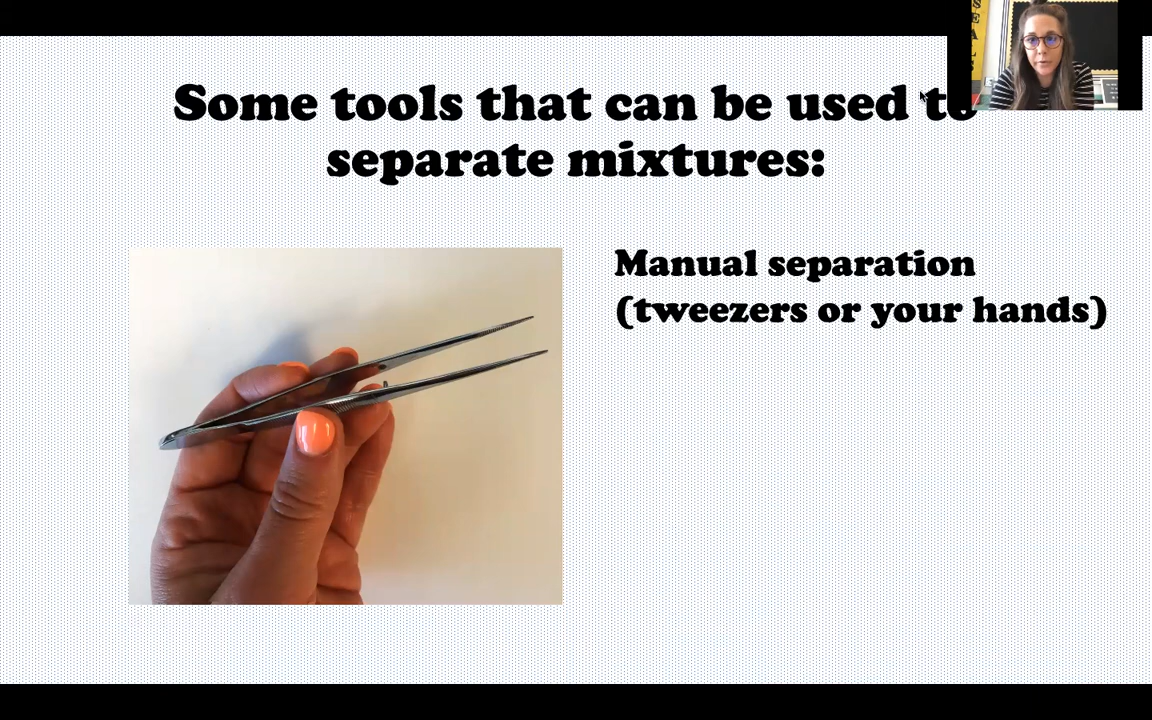 Some tools that can be used to
separate mixtures:
Manual separation
(tweezers or your hands)